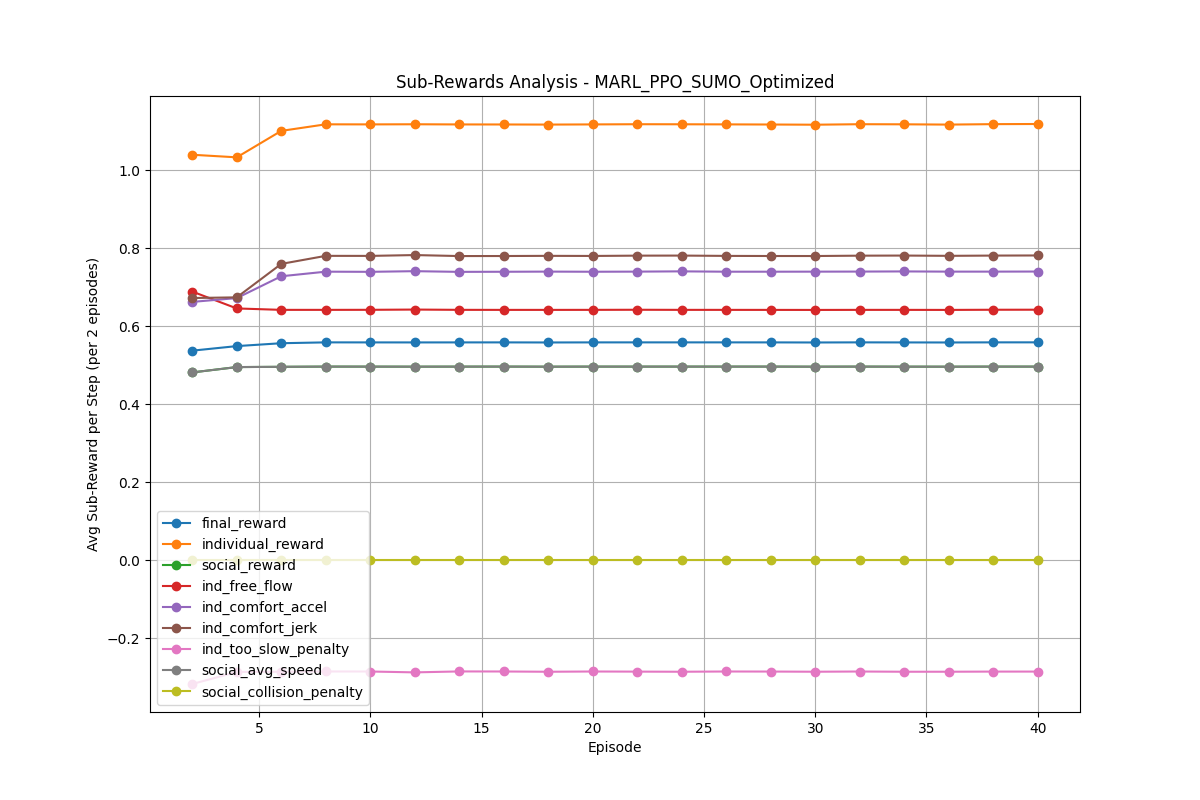 Sub-Rewards Analysis - MARL_PPO_SUMO_Optimized
Avg Sub-Reward per Step (per 2 episodes)
1.0
0.8
0.6
0.4
0.2
0.0
−0.2
final_reward
individual_reward
social_reward
ind_free_flow
ind_comfort_accel
ind_comfort_jerk
ind_too_slow_penalty
social_avg_speed
social_collision_penalty
5 10 15 20 25 30 35 40
Episode